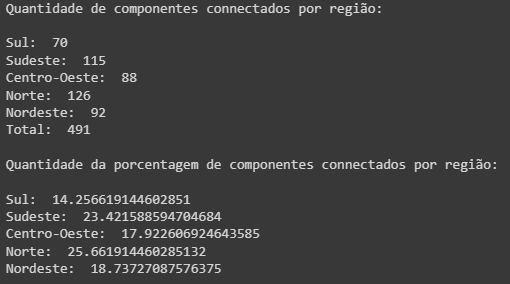 Quantidade de componentes connectados por região:
Sul:  70
Sudeste:  115
Centro-Oeste:  88
Norte:  126
Nordeste:  92
Total:  491
Quantidade da porcentagem de componentes connectados por região:
Sul:  14.256619144602851
Sudeste:  23.421588594704684
Centro-Oeste:  17.922606924643585
Norte:  25.661914460285132
Nordeste:  18.73727087576375